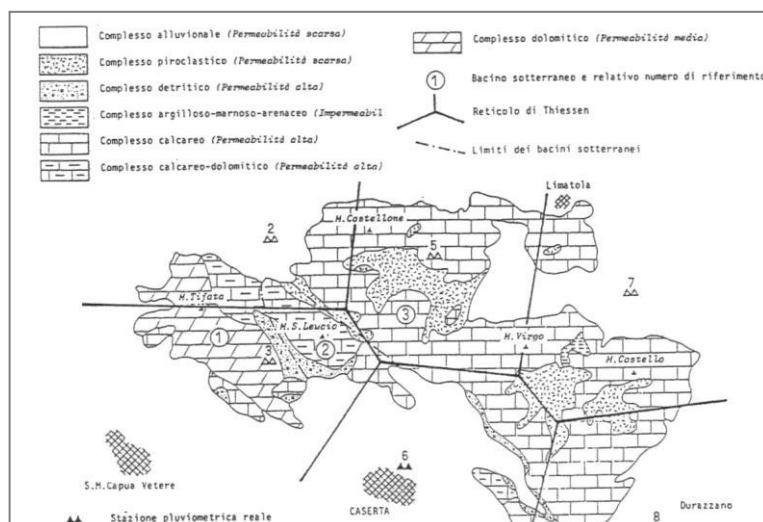 Complesso alluvionale (Permeabilità scarsa)
Complesso piroclastico (Permeabilità scarsa)
Complesso detritico (Permeabilità alta)
Complesso argilloso-marnoso-arenaceo (Impermeabil
Complesso calcareo (Permeabilità alta)
Complesso calcareo-dolomitico (Permeabilità alta)
Complesso dolomitico (Permeabilità media)
1 Bacino sotterraneo e relativo numero di riferimento
Reticolo di Thiessen
Limiti dei bacini sotterranei
Limatola
2
M.Castellone
5
7
M.Tifata
3
1
M.S.Leucio
2
M.Virgo
M.Castello
3
6
S.M.Capua Vetere
CASERTA
8
Durazzano
Stazione pluviometrica reale